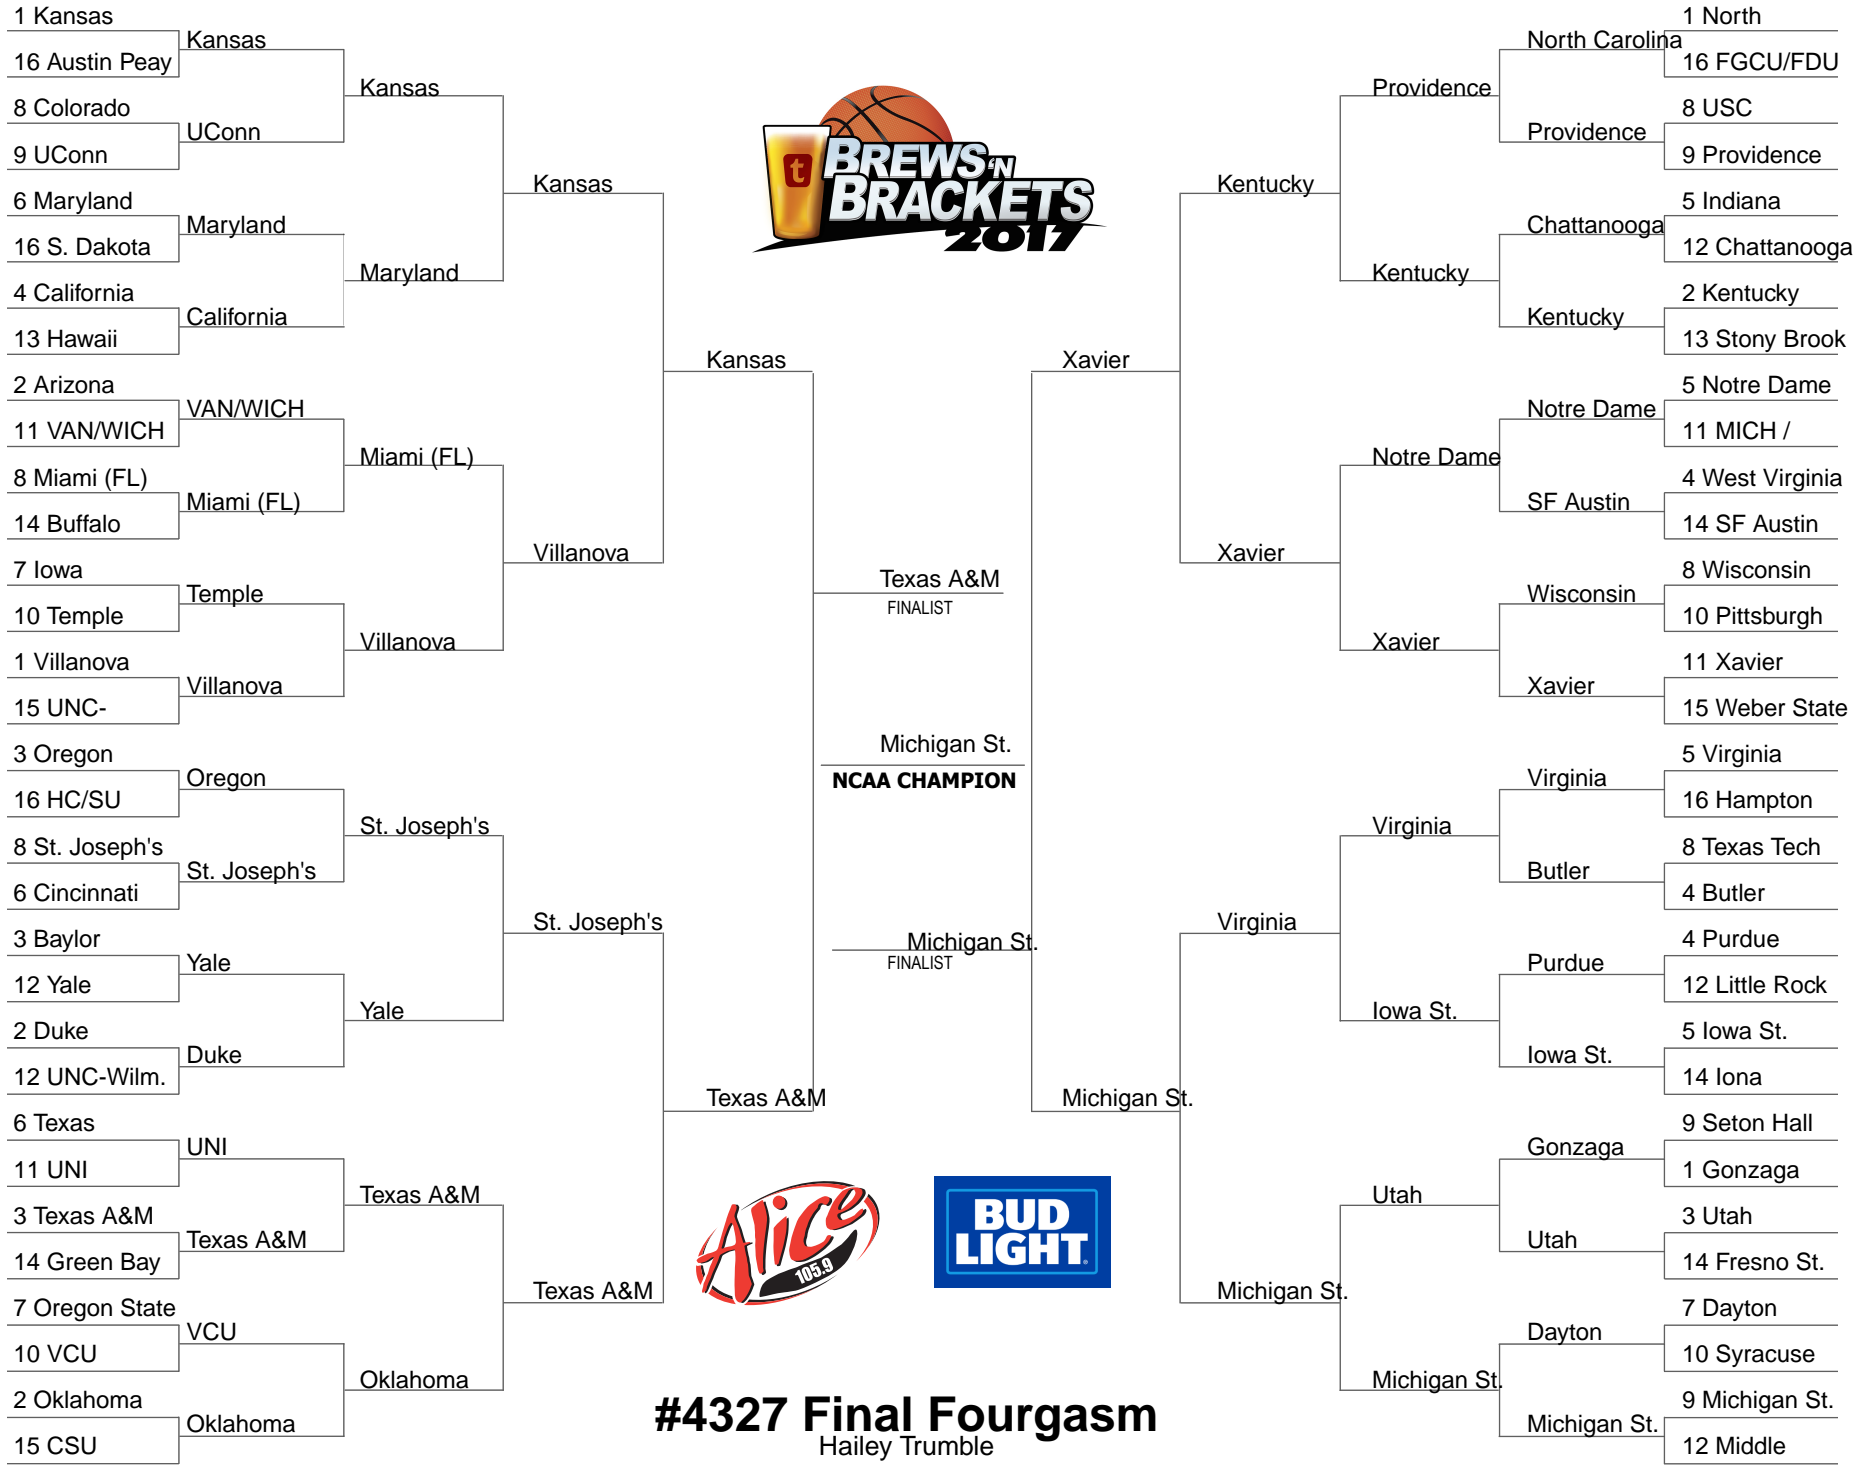 1 Kansas
16 Austin Peay
8 Colorado
9 UConn
6 Maryland
16 S. Dakota
4 California
13 Hawaii
2 Arizona
11 VAN/WICH
8 Miami (FL)
14 Buffalo
7 Iowa
10 Temple
1 Villanova
15 UNC-
3 Oregon
16 HC/SU
8 St. Joseph's
6 Cincinnati
3 Baylor
12 Yale
2 Duke
12 UNC-Wilm.
6 Texas
11 UNI
3 Texas A&M
14 Green Bay
7 Oregon State
10 VCU
2 Oklahoma
15 CSU
Kansas
UConn
Maryland
California
VAN/WICH
Miami (FL)
Temple
Villanova
Oregon
St. Joseph's
Yale
Duke
UNI
Texas A&M
VCU
Oklahoma
Kansas
Maryland
Miami (FL)
Villanova
St. Joseph's
Yale
Texas A&M
Oklahoma
Kansas
Villanova
St. Joseph's
Texas A&M
Kansas
Texas A&M
t
BREWS 'N
BRACKETS
2017
Texas A&M
FINALIST
Michigan St.
NCAA CHAMPION
Michigan St.
FINALIST
Alice
105.9
BUD
LIGHT
#4327 Final Fourgasm
Hailey Trumble
Xavier
Michigan St.
Kentucky
Xavier
Virginia
Michigan St.
Providence
Kentucky
Notre Dame
Xavier
Virginia
Iowa St.
Utah
Michigan St.
North Carolina
Providence
Chattanooga
Kentucky
Notre Dame
SF Austin
Wisconsin
Xavier
Virginia
Butler
Purdue
Iowa St.
Gonzaga
Utah
Dayton
Michigan St.
1 North
16 FGCU/FDU
8 USC
9 Providence
5 Indiana
12 Chattanooga
2 Kentucky
13 Stony Brook
5 Notre Dame
11 MICH /
4 West Virginia
14 SF Austin
8 Wisconsin
10 Pittsburgh
11 Xavier
15 Weber State
5 Virginia
16 Hampton
8 Texas Tech
4 Butler
4 Purdue
12 Little Rock
5 Iowa St.
14 Iona
9 Seton Hall
1 Gonzaga
3 Utah
14 Fresno St.
7 Dayton
10 Syracuse
9 Michigan St.
12 Middle